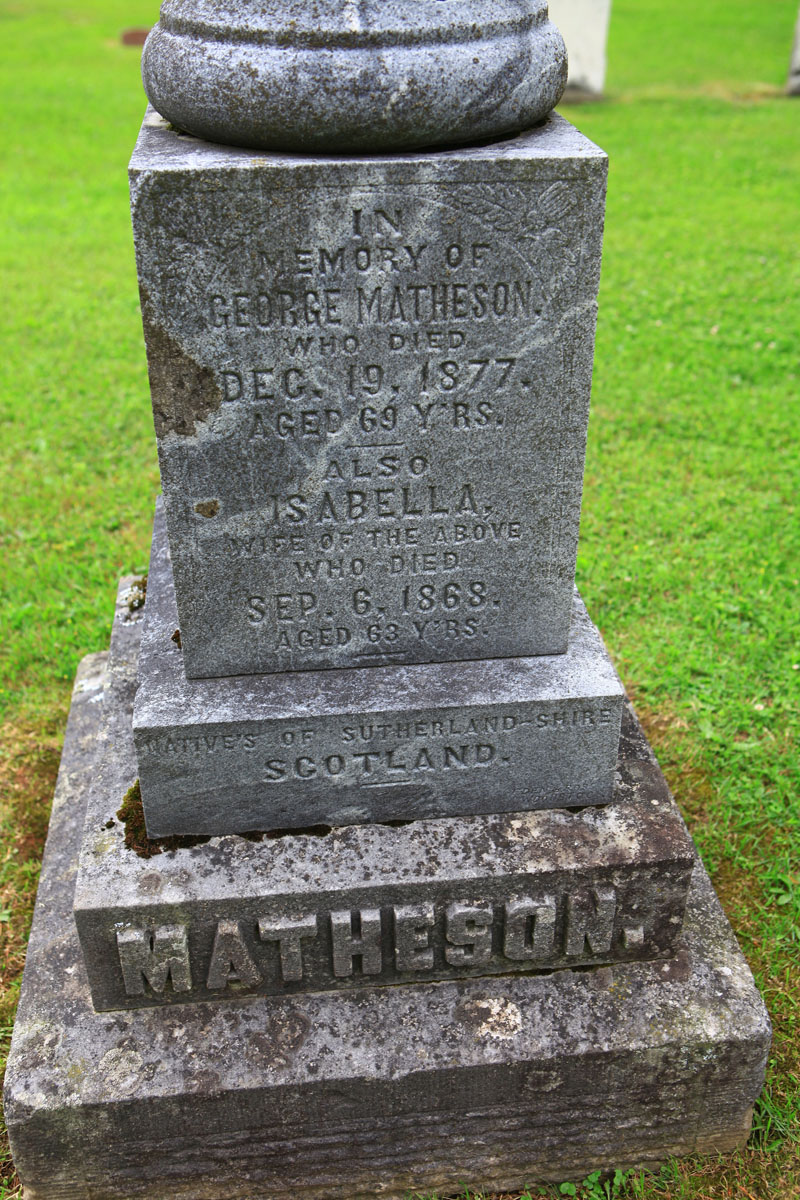 IN
MEMORY OF
GEORGE MATHESON.
WHO DIED
DEC. 19. 1877.
AGED 69 Y'RS.
ALSO
ISABELLA,
WIFE OF THE ABOVE
WHO DIED
SEP. 6. 1868.
AGED 63 Y'RS.
NATIVE'S OF SUTHERLAND-SHIRE
SCOTLAND.
MATHESON.